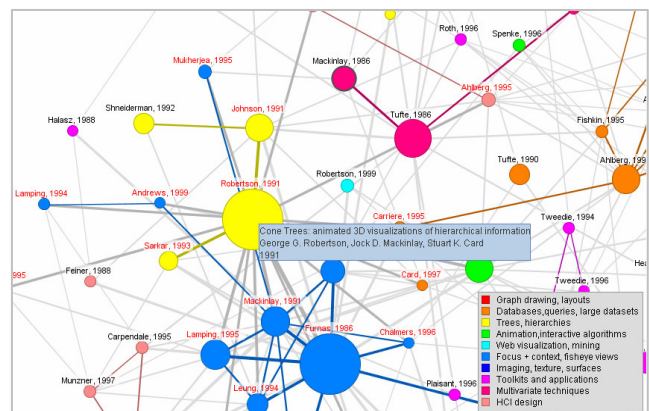 Roth, 1996
Spenke, 1996
Mukherjea, 1995
Mackinlay, 1986
Ahlberg, 1995
Shneiderman, 1992
Johnson, 1991
Halasz, 1988
Tufte, 1986
Fishkin, 1995
Tufte, 1990
Ahlberg, 199
Robertson, 1991
Robertson, 1999
Lamping, 1994
Andrews, 1999
Carriere, 1995
Tweedie, 1994
Cone Trees: animated 3D visualizations of hierarchical information
George G. Robertson, Jock D. Mackinlay, Stuart K. Card
1991
Sarkar, 1993
Feiner, 1988
995
Card, 1997
Tweedie, 1996
Hea
Mackinlay, 1991
Furnas, 1986
Carpendale, 1995
Lamping, 1995
Chalmers, 1996
Munzner, 1997
Leung, 1994
Plaisant, 1996
Graph drawing, layouts
Databases,queries, large datasets
Trees, hierarchies
Animation,interactive algorithms
Web visualization, mining
Focus + context, fisheye views
Imaging, texture, surfaces
Toolkits and applications
Multivariate techniques
HCI design